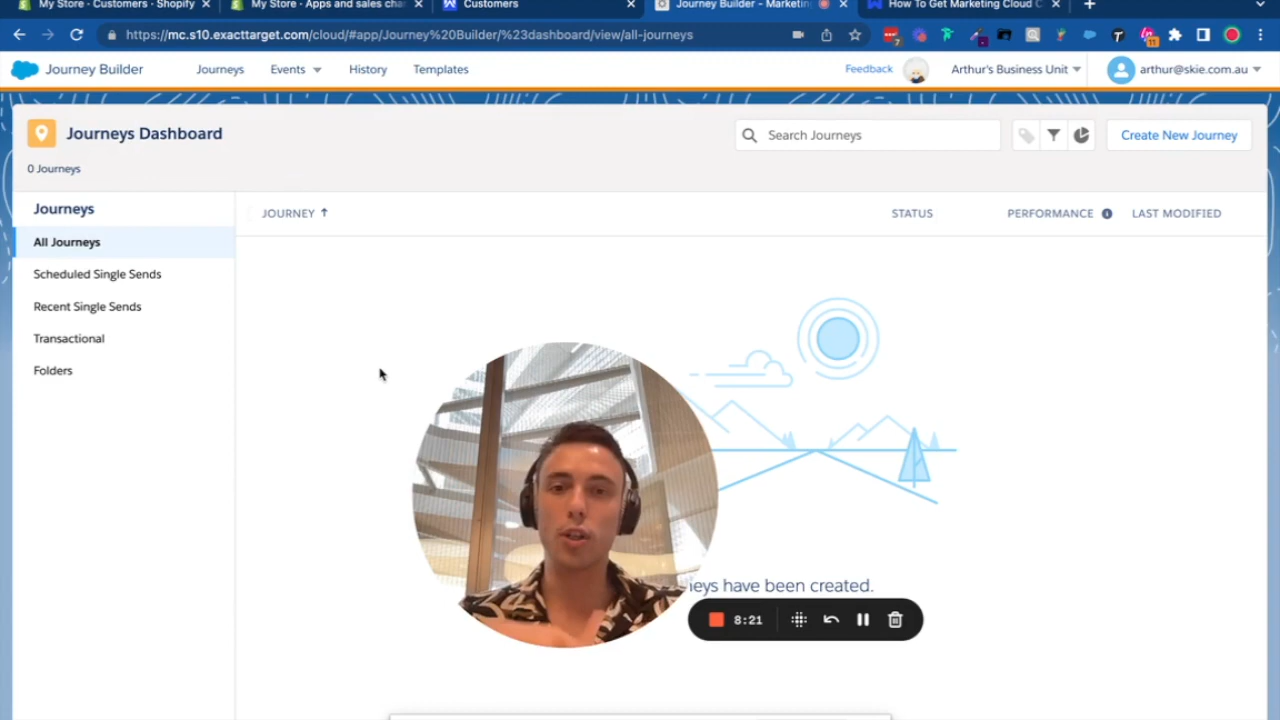 My Store - Customers · Shopify
My Store - Apps and sales cha
Customers
Journey Builder - Marketin
How To Get Marketing Cloud C
https://mc.s10.exacttarget.com/cloud/#app/Journey%20Builder/%23dashboard/view/all-journeys
7
11
Journey Builder
Journeys
Events
History
Templates
Feedback
Arthur's Business Unit
arthur@skie.com.au
Journeys Dashboard
Search Journeys
Create New Journey
0 Journeys
Journeys
JOURNEY
STATUS
PERFORMANCE
LAST MODIFIED
All Journeys
Scheduled Single Sends
Recent Single Sends
Transactional
Folders
have been created.
8:21